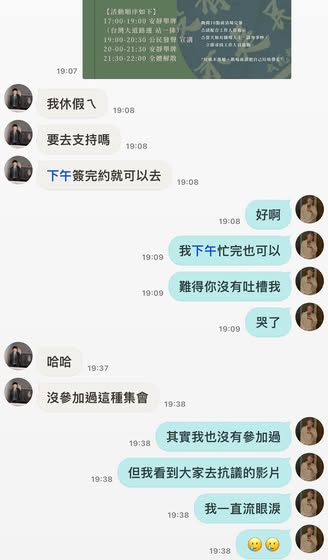 【活動順序如下】
17:00-19:00 安靜舉牌
（台灣大道路邊 站一排）
19:00-20:30 公民發聲 宣講
20:30-21:30 安靜舉牌
21:30-22:00 全體解散
19:07
我休假ㄟ
19:08
要去支持嗎
19:08
下午簽完約就可以去
19:08
好啊
19:08
我下午忙完也可以
19:09
難得你沒有吐槽我
19:09
哭了
19:09
哈哈
19:37
沒參加過這種集會
19:38
其實我也沒有參加過
19:38
但我看到大家去抗議的影片
19:38
我一直流眼淚
19:38
🥲🥲
19:38